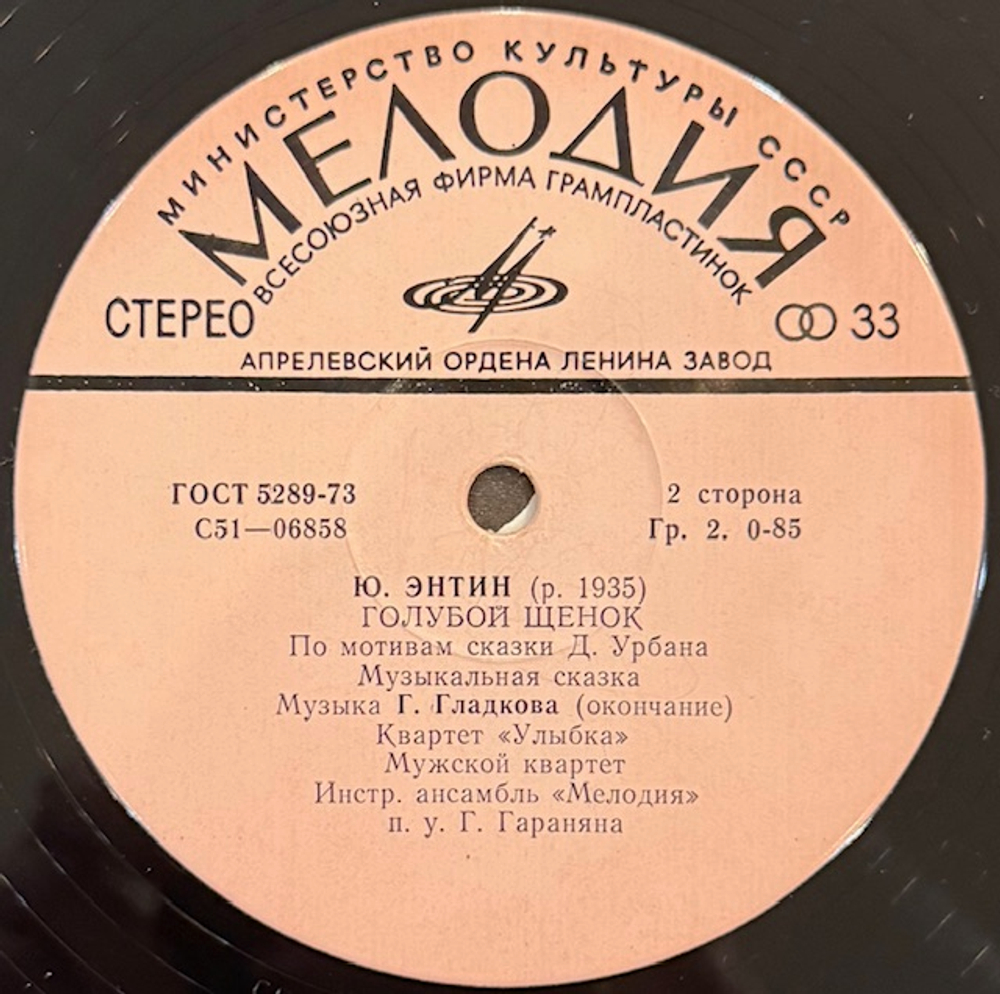 МИНИСТЕРСТВО КУЛЬТУРЫ СССР
МЕЛОДИЯ
ВСЕСОЮЗНАЯ ФИРМА ГРАМПЛАСТИНОК
СТЕРЕО
33
АПРЕЛЕВСКИЙ ОРДЕНА ЛЕНИНА ЗАВОД
ГОСТ 5289-73
2 сторона
С51—06858
Гр. 2. 0-85
Ю. ЭНТИН (р. 1935)
ГОЛУБОЙ ЩЕНОК
По мотивам сказки Д. Урбана
Музыкальная сказка
Музыка Г. Гладкова (окончание)
Квартет «Улыбка»
Мужской квартет
Инстр. ансамбль «Мелодия»
п. у. Г. Гараняна